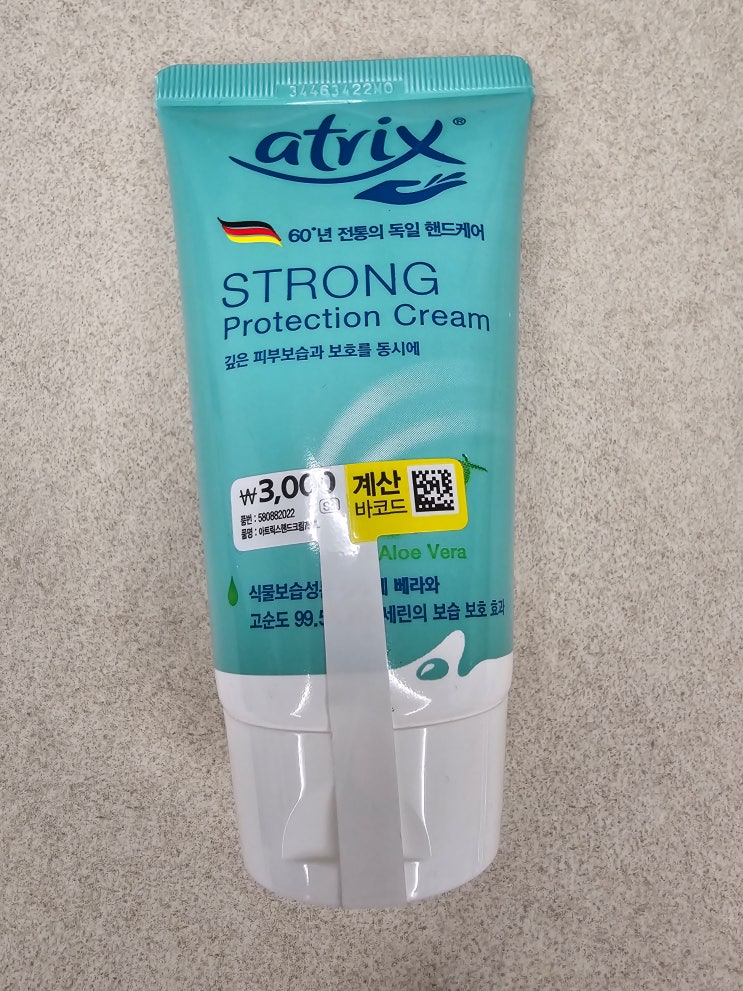 34463422W0
atrix®
60°년 전통의 독일 핸드케어
STRONG
Protection Cream
깊은 피부보습과 보호를 동시에
₩3,000
계산
바코드
품번 : 580882022
Aloe Vera
식물보습성 베라와
고순도 99.5 세린의 보습 보호 효과